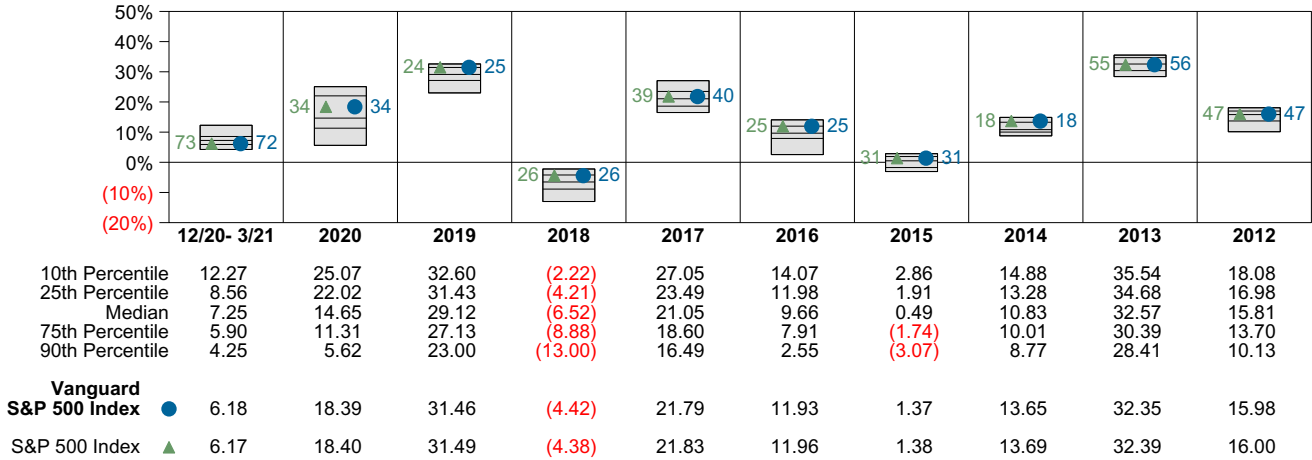 50%
40%
30%
20%
10%
0%
(10%)
(20%)
73 72
34 34
24 25
26 26
39 40
25 25
31 31
18 18
55 56
47 47
12/20- 3/21 2020 2019 2018 2017 2016 2015 2014 2013 2012
10th Percentile 12.27 25.07 32.60 (2.22) 27.05 14.07 2.86 14.88 35.54 18.08
25th Percentile 8.56 22.02 31.43 (4.21) 23.49 11.98 1.91 13.28 34.68 16.98
Median 7.25 14.65 29.12 (6.52) 21.05 9.66 0.49 10.83 32.57 15.81
75th Percentile 5.90 11.31 27.13 (8.88) 18.60 7.91 (1.74) 10.01 30.39 13.70
90th Percentile 4.25 5.62 23.00 (13.00) 16.49 2.55 (3.07) 8.77 28.41 10.13
Vanguard
S&P 500 Index 6.18 18.39 31.46 (4.42) 21.79 11.93 1.37 13.65 32.35 15.98
S&P 500 Index 6.17 18.40 31.49 (4.38) 21.83 11.96 1.38 13.69 32.39 16.00